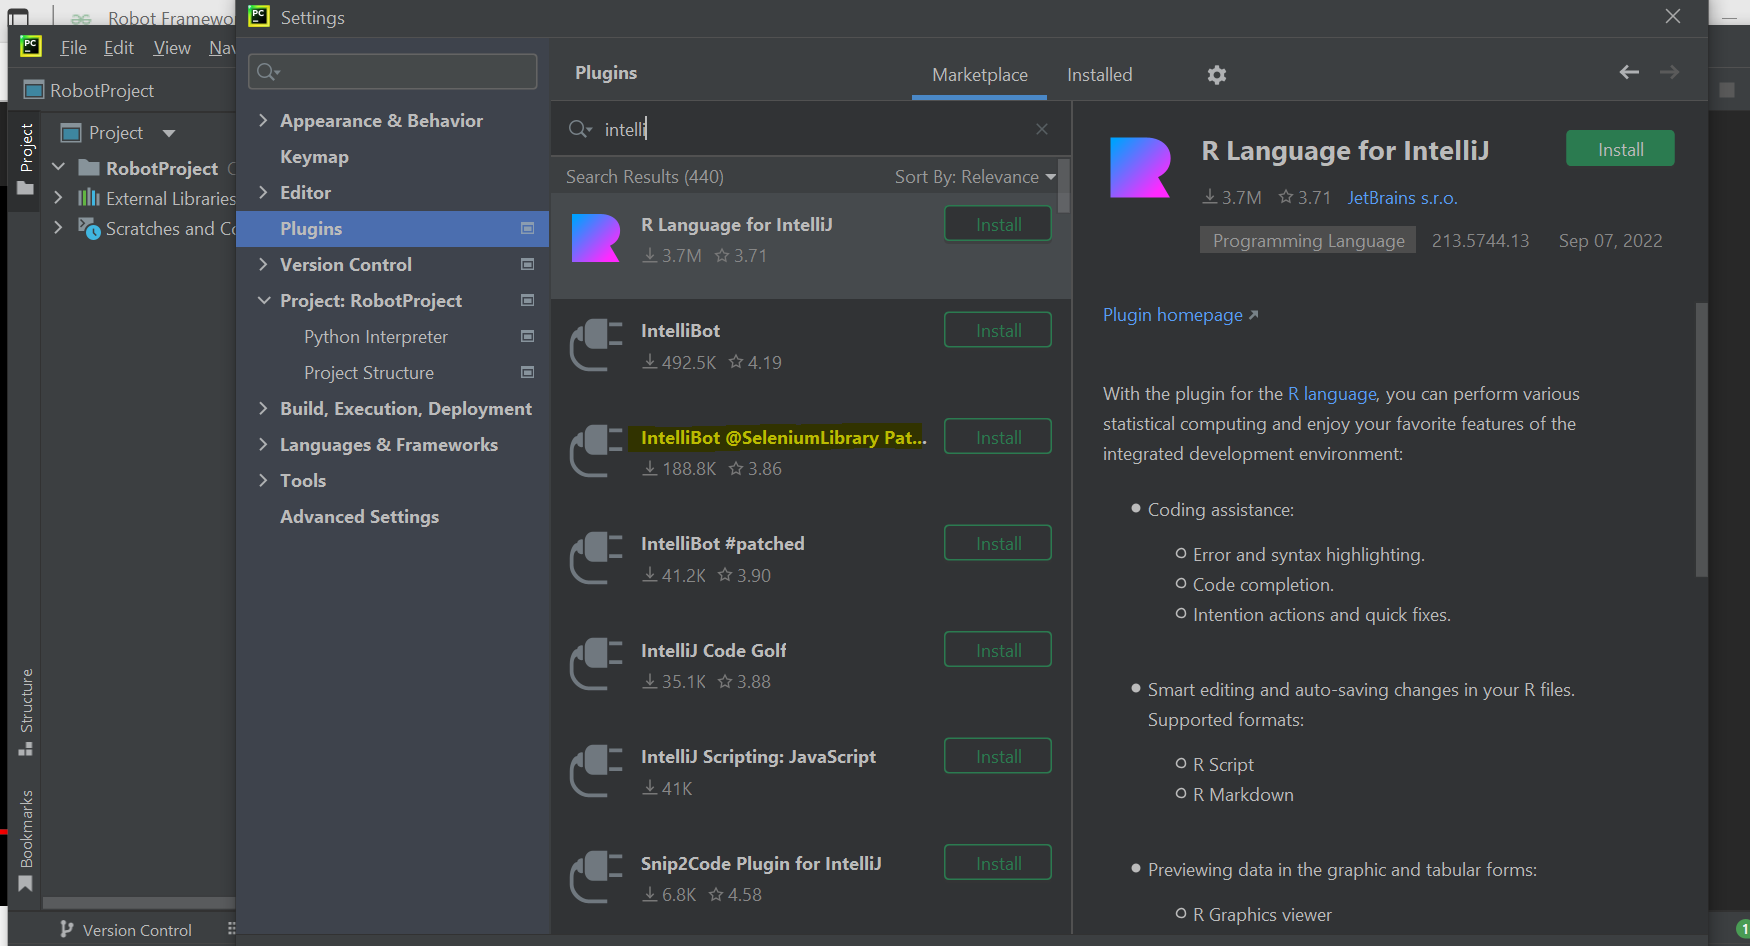 Robot Framewor
PC
File Edit View Nav
RobotProject
Project
Project
RobotProject
External Libraries
Scratches and Co
Structure
Bookmarks
Version Control
PC
Settings
Appearance & Behavior
Keymap
Editor
Plugins
Version Control
Project: RobotProject
Python Interpreter
Project Structure
Build, Execution, Deployment
Languages & Frameworks
Tools
Advanced Settings
Plugins
Marketplace
Installed
intelli
Search Results (440)
Sort By: Relevance
R Language for IntelliJ
Install
3.7M 3.71
IntelliBot
Install
492.5K 4.19
IntelliBot @SeleniumLibrary Pat...
Install
188.8K 3.86
IntelliBot #patched
Install
41.2K 3.90
IntelliJ Code Golf
Install
35.1K 3.88
IntelliJ Scripting: JavaScript
Install
41K
Snip2Code Plugin for IntelliJ
Install
6.8K 4.58
R Language for IntelliJ
Install
3.7M 3.71 JetBrains s.r.o.
Programming Language 213.5744.13 Sep 07, 2022
Plugin homepage
With the plugin for the R language, you can perform various
statistical computing and enjoy your favorite features of the
integrated development environment:
Coding assistance:
Error and syntax highlighting.
Code completion.
Intention actions and quick fixes.
Smart editing and auto-saving changes in your R files.
Supported formats:
R Script
R Markdown
Previewing data in the graphic and tabular forms:
R Graphics viewer
1